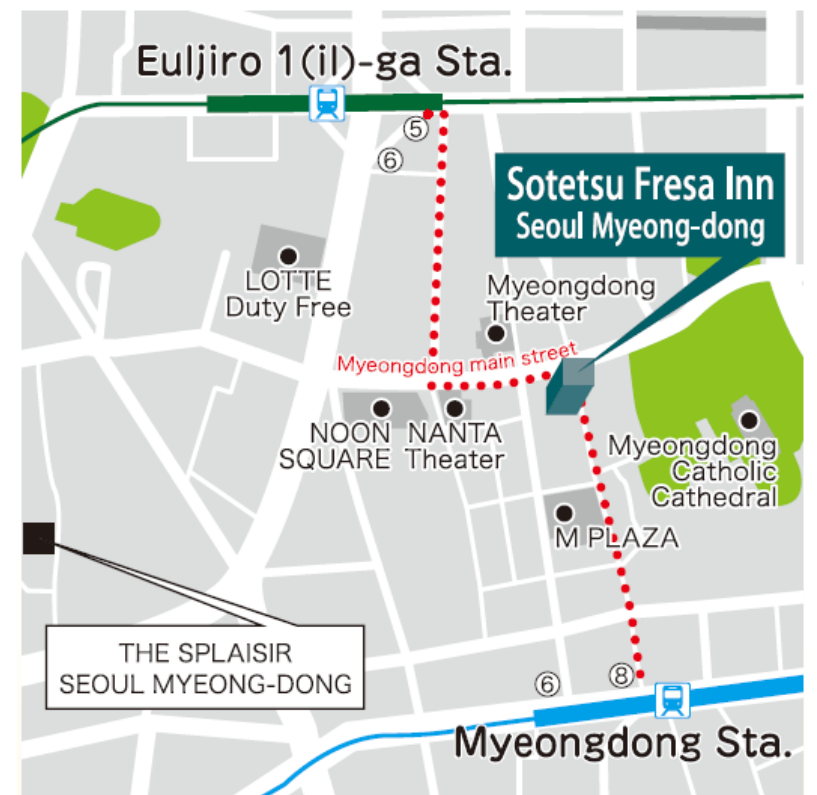 Euljiro 1(il)-ga Sta.
⑤
⑥
Sotetsu Fresa Inn
Seoul Myeong-dong
LOTTE
Duty Free
Myeongdong
Theater
Myeongdong main street
NOON
SQUARE
NANTA
Theater
Myeongdong
Catholic
Cathedral
M PLAZA
THE SPLAISIR
SEOUL MYEONG-DONG
⑥
⑧
Myeongdong Sta.